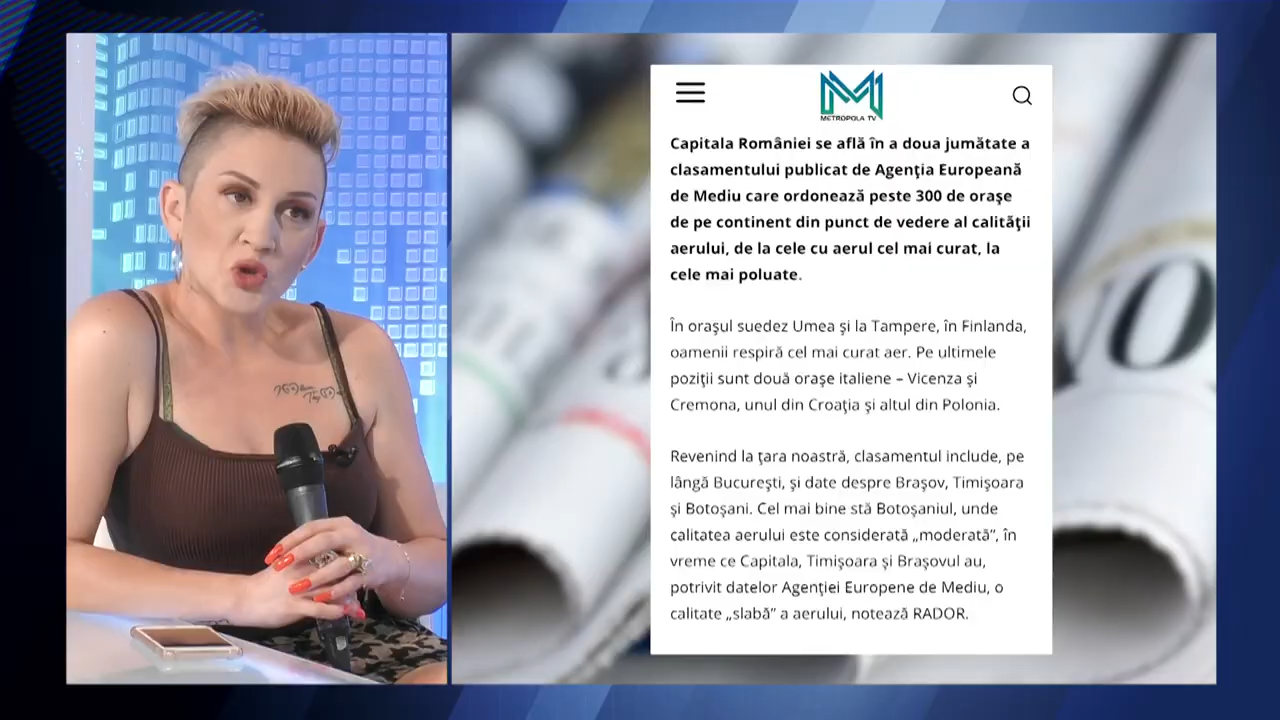 METROPOLA TV
Capitala României se află în a doua jumătate a
clasamentului publicat de Agenţia Europeană
de Mediu care ordonează peste 300 de oraşe
de pe continent din punct de vedere al calităţii
aerului, de la cele cu aerul cel mai curat, la
cele mai poluate.
În oraşul suedez Umea şi la Tampere, în Finlanda,
oamenii respiră cel mai curat aer. Pe ultimele
poziţii sunt două oraşe italiene – Vicenza şi
Cremona, unul din Croaţia şi altul din Polonia.
Revenind la ţara noastră, clasamentul include, pe
lângă Bucureşti, şi date despre Braşov, Timişoara
şi Botoşani. Cel mai bine stă Botoşaniul, unde
calitatea aerului este considerată „moderată”, în
vreme ce Capitala, Timişoara şi Braşovul au,
potrivit datelor Agenţiei Europene de Mediu, o
calitate „slabă” a aerului, notează RADOR.